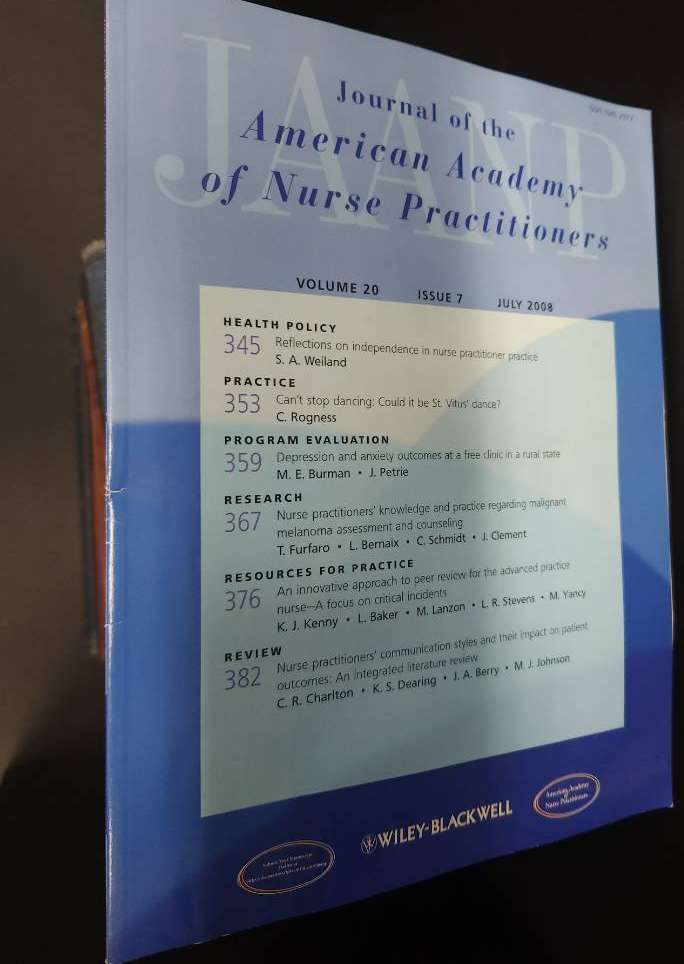 JAANP
Journal of the
American Academy
of Nurse Practitioners
VOLUME 20 ISSUE 7 JULY 2008
HEALTH POLICY
345 Reflections on independence in nurse practitioner practice
S. A. Weiland
PRACTICE
353 Can't stop dancing: Could it be St. Vitus' dance?
C. Rogness
PROGRAM EVALUATION
359 Depression and anxiety outcomes at a free clinic in a rural state
M. E. Burman • J. Petrie
RESEARCH
367 Nurse practitioners' knowledge and practice regarding malignant
melanoma assessment and counseling
T. Furfaro • L. Bernaix • C. Schmidt • J. Clement
RESOURCES FOR PRACTICE
376 An innovative approach to peer review for the advanced practice
nurse—A focus on critical incidents
K. J. Kenny • L. Baker • M. Lanzon • L. R. Stevens • M. Yancy
REVIEW
382 Nurse practitioners' communication styles and their impact on patient
outcomes: An integrated literature review
C. R. Charlton • K. S. Dearing • J. A. Berry • M. J. Johnson
WILEY-BLACKWELL
American Academy
of
Nurse Practitioners